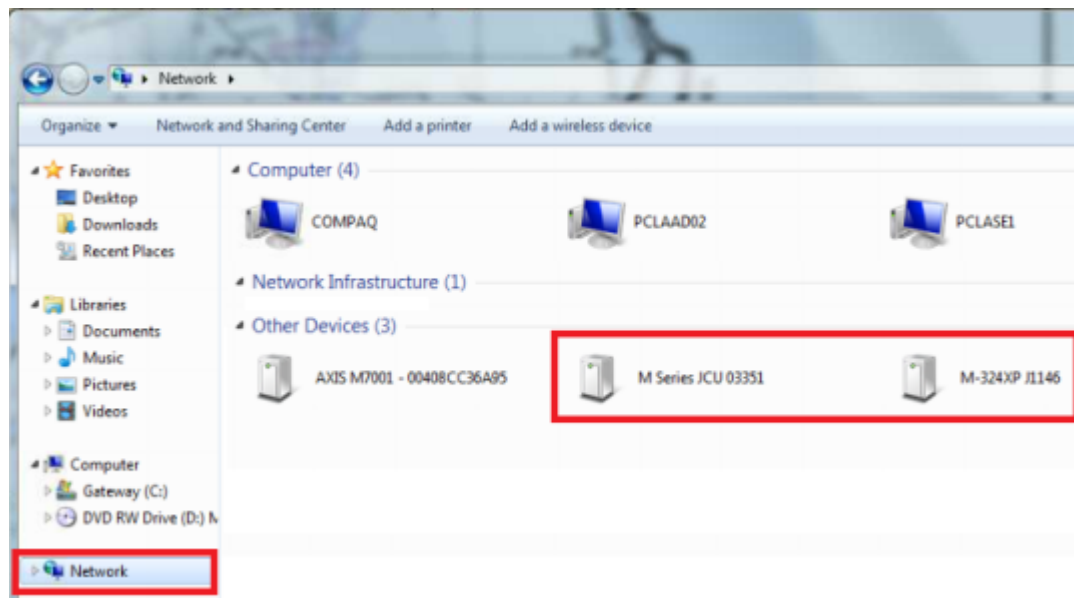 Network
Organize Network and Sharing Center Add a printer Add a wireless device
Favorites
Desktop
Downloads
Recent Places
Libraries
Documents
Music
Pictures
Videos
Computer
Gateway (C:)
DVD RW Drive (D:) M
Network
Computer (4)
COMPAQ PCLAAD02 PCLASE1
Network Infrastructure (1)
Other Devices (3)
AXIS M7001 - 00408CC36A95 M Series JCU 03351 M-324XP J1146